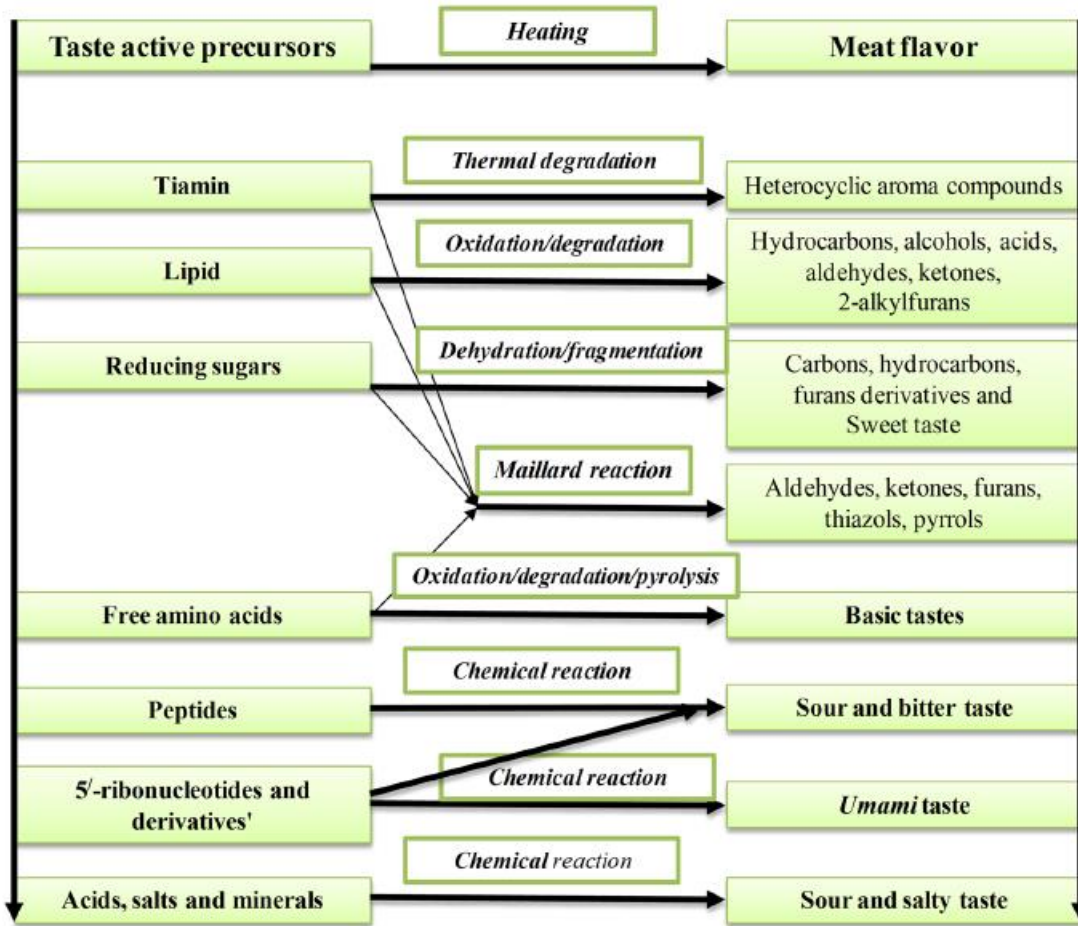 Taste active precursors
Heating
Meat flavor
Tiamin
Thermal degradation
Heterocyclic aroma compounds
Lipid
Oxidation/degradation
Hydrocarbons, alcohols, acids,
aldehydes, ketones,
2-alkylfurans
Reducing sugars
Dehydration/fragmentation
Carbons, hydrocarbons,
furans derivatives and
Sweet taste
Maillard reaction
Aldehydes, ketones, furans,
thiazols, pyrrols
Free amino acids
Oxidation/degradation/pyrolysis
Basic tastes
Peptides
Chemical reaction
Sour and bitter taste
5/-ribonucleotides and
derivatives'
Chemical reaction
Umami taste
Acids, salts and minerals
Chemical reaction
Sour and salty taste